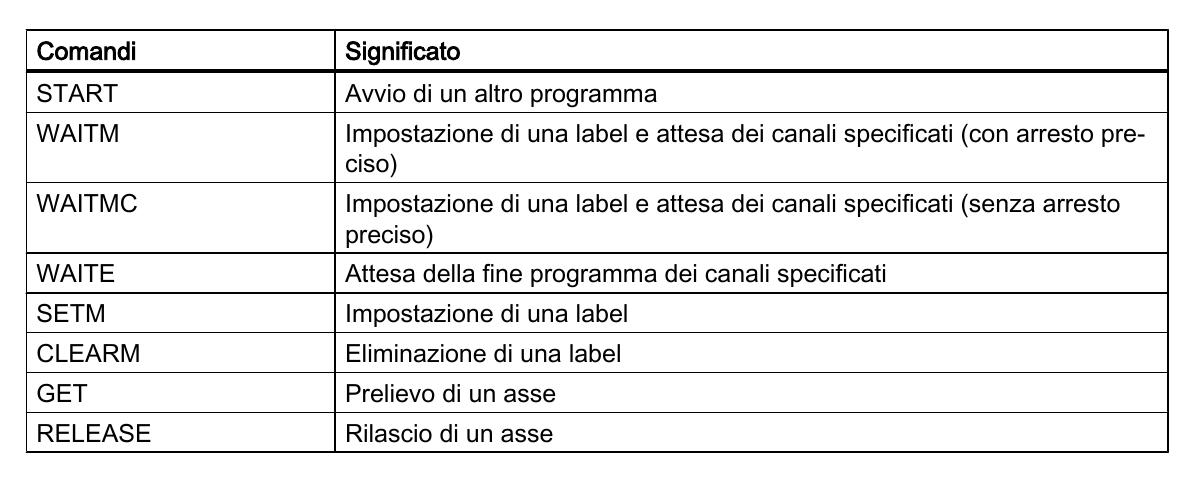 Comandi Significato
START Avvio di un altro programma
WAITM Impostazione di una label e attesa dei canali specificati (con arresto pre-
ciso)
WAITMC Impostazione di una label e attesa dei canali specificati (senza arresto
preciso)
WAITE Attesa della fine programma dei canali specificati
SETM Impostazione di una label
CLEARM Eliminazione di una label
GET Prelievo di un asse
RELEASE Rilascio di un asse